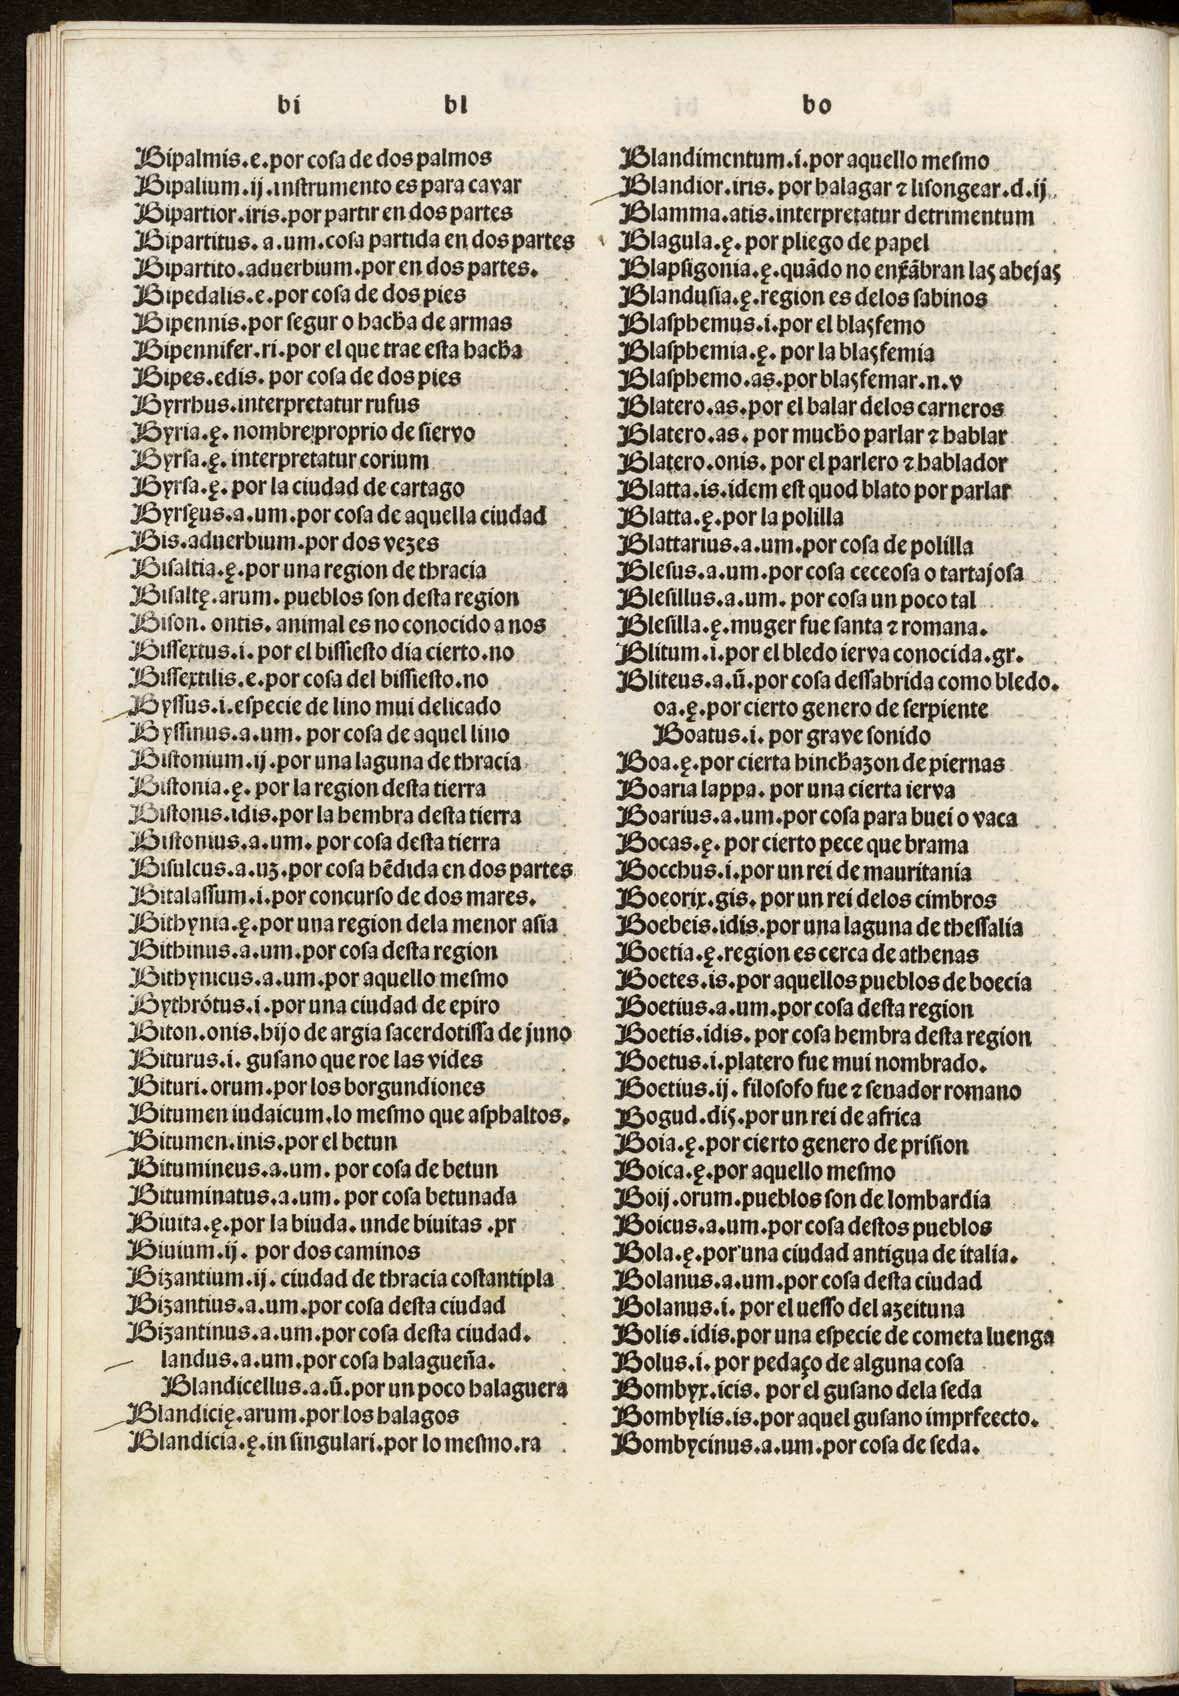 bi bl bo
Bipalmis.e.por cosa de dos palmos
Bipalium.ij.instrumento es para cavar
Bipartior.iris.por partir en dos partes
Bipartitus.a.um.cosa partida en dos partes
Bipartito.aduerbium.por en dos partes.
Bipedalis.e.por cosa de dos pies
Bipennis.por segur o hacha de armas
Bipennifer.ri.por el que trae esta hacha
Bipes.edis.por cosa de dos pies
Byrrhus.interpretatur rufus
Byria.ę.nombre proprio de siervo
Byrsa.ę.interpretatur corium
Byrsa.ę.por la ciudad de cartago
Byrsęus.a.um.por cosa de aquella ciudad
Bis.aduerbium.por dos vezes
Bisaltia.ę.por una region de thracia
Bisaltę.arum.pueblos son desta region
Bison.ontis.animal es no conocido a nos
Bissextus.i.por el bissiesto dia cierto.no
Bissextilis.e.por cosa del bissiesto.no
Byssus.i.especie de lino mui delicado
Byssinus.a.um.por cosa de aquel lino
Bistonium.ij.por una laguna de thracia
Bistonia.ę.por la region desta tierra
Bistonis.idis.por la hembra desta tierra
Bistonius.a.um.por cosa desta tierra
Bisulcus.a.uʒ.por cosa hēdida en dos partes
Bitalassum.i.por concurso de dos mares.
Bithynia.ę.por una region dela menor asia
Bithinus.a.um.por cosa desta region
Bithynicus.a.um.por aquello mesmo
Bythrótus.i.por una ciudad de epiro
Biton.onis.hijo de argia sacerdotissa de juno
Biturus.i.gusano que roe las vides
Bituri.orum.por los borgundiones
Bitumen iudaicum.lo mesmo que asphaltos.
Bitumen.inis.por el betun
Bitumineus.a.um.por cosa de betun
Bituminatus.a.um.por cosa betunada
Biuita.ę.por la biuda.unde biuitas.pr
Biuium.ij.por dos caminos
Bizantium.ij.ciudad de thracia costantipla
Bizantius.a.um.por cosa desta ciudad
Bizantinus.a.um.por cosa desta ciudad.
landus.a.um.por cosa halagueña.
Blandicellus.a.ū.por un poco halaguera
Blandicię.arum.por los halagos
Blandicia.ę.in singulari.por lo mesmo.ra
Blandimentum.i.por aquello mesmo
Blandior.iris.por halagar ⁊ lisongear.d.ij
Blamma.atis.interpretatur detrimentum
Blagula.ę.por pliego de papel
Blapsigonia.ę.quādo no enxābran las abejas
Blandusia.ę.region es delos sabinos
Blasphemus.i.por el blasfemo
Blasphemia.ę.por la blasfemia
Blasphemo.as.por blasfemar.n.v
Blatero.as.por el balar delos carneros
Blatero.as.por mucho parlar ⁊ hablar
Blatero.onis.por el parlero ⁊ hablador
Blatta.is.idem est quod blato por parlar
Blatta.ę.por la polilla
Blattarius.a.um.por cosa de polilla
Blesus.a.um.por cosa ceceosa o tartajosa
Blesillus.a.um.por cosa un poco tal
Blesilla.ę.muger fue santa ⁊ romana.
Blitum.i.por el bledo ierva conocida.gr.
Bliteus.a.ū.por cosa dessabrida como bledo.
oa.ę.por cierto genero de serpiente
Boatus.i.por grave sonido
Boa.ę.por cierta hinchazon de piernas
Boaria lappa.por una cierta ierva
Boarius.a.um.por cosa para buei o vaca
Bocas.ę.por cierto pece que brama
Bocchus.i.por un rei de mauritania
Boeorix.gis.por un rei delos cimbros
Boebeis.idis.por una laguna de thessalia
Boetia.ę.region es cerca de athenas
Boetes.is.por aquellos pueblos de boecia
Boetius.a.um.por cosa desta region
Boetis.idis.por cosa hembra desta region
Boetus.i.platero fue mui nombrado.
Boetius.ij.filosofo fue ⁊ senador romano
Bogud.dis.por un rei de africa
Boia.ę.por cierto genero de prision
Boica.ę.por aquello mesmo
Boij.orum.pueblos son de lombardia
Boicus.a.um.por cosa destos pueblos
Bola.ę.por una ciudad antigua de italia.
Bolanus.a.um.por cosa desta ciudad
Bolanus.i.por el uesso del azeituna
Bolis.idis.por una especie de cometa luenga
Bolus.i.por pedaço de alguna cosa
Bombyx.icis.por el gusano dela seda
Bombylis.is.por aquel gusano imprfeecto.
Bombycinus.a.um.por cosa de seda.